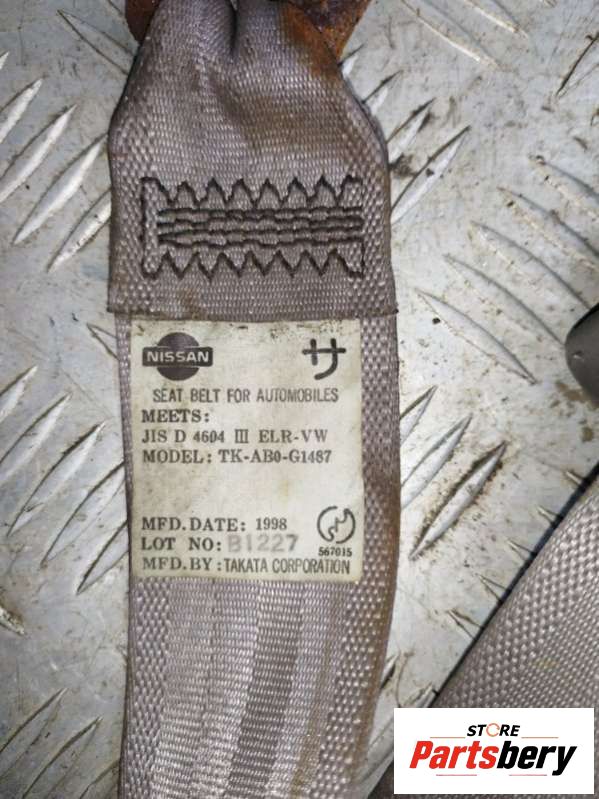 NISSAN サ
SEAT BELT FOR AUTOMOBILES
MEETS:
JIS D 4604 III ELR-VW
MODEL: TK-AB0-G1487
MFD. DATE: 1998
LOT NO: B1227
567015
MFD. BY: TAKATA CORPORATION
STORE
Partsbery